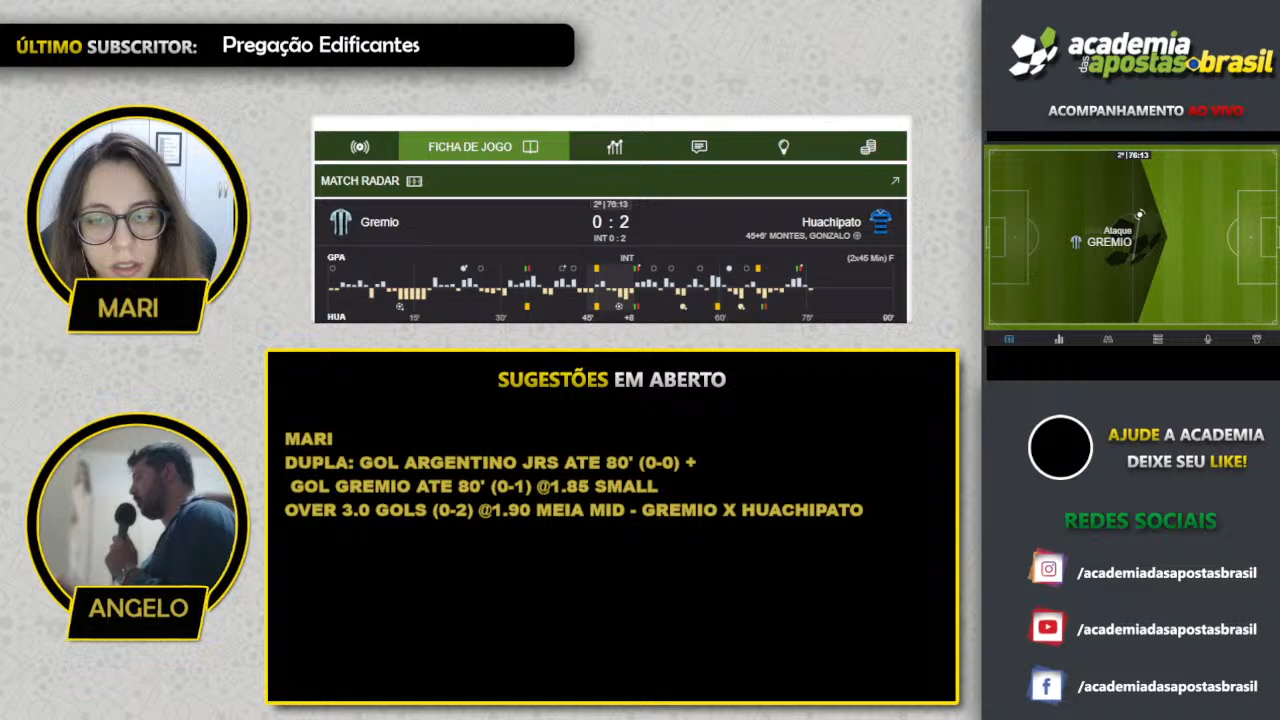 ÚLTIMO SUBSCRITOR: Pregação Edificantes
MARI
ANGELO
FICHA DE JOGO
MATCH RADAR
2ª | 76:13
Gremio
0 : 2
Huachipato
INT 0 : 2
45+6' MONTES, GONZALO
GPA
INT
(2x45 Min) F
HUA
15'
30'
45'
+8
60'
75'
90'
SUGESTÕES EM ABERTO
MARI
DUPLA: GOL ARGENTINO JRS ATE 80' (0-0) +
GOL GREMIO ATE 80' (0-1) @1.85 SMALL
OVER 3.0 GOLS (0-2) @1.90 MEIA MID - GREMIO X HUACHIPATO
academia
das apostas brasil
ACOMPANHAMENTO AO VIVO
2ª | 76:13
Ataque
GREMIO
AJUDE A ACADEMIA
DEIXE SEU LIKE!
REDES SOCIAIS
/academiadasapostasbrasil
/academiadasapostasbrasil
/academiadasapostasbrasil